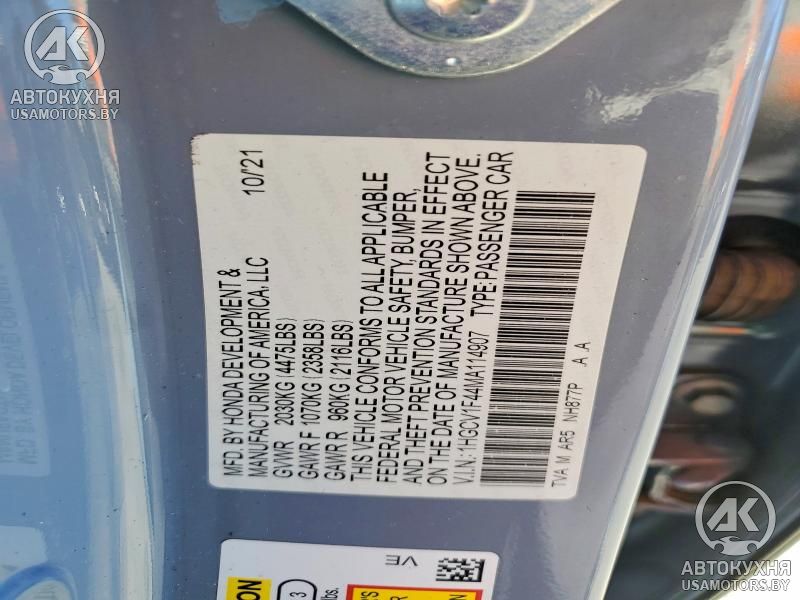 AK
АВТОКУХНЯ
USAMOTORS.BY
MFD. BY HONDA DEVELOPMENT & 10/21
MANUFACTURING OF AMERICA, LLC
GVWR 2030KG (4475LBS)
GAWR F 1070KG (2358LBS)
GAWR R 960KG (2116LBS)
THIS VEHICLE CONFORMS TO ALL APPLICABLE
FEDERAL MOTOR VEHICLE SAFETY, BUMPER,
AND THEFT PREVENTION STANDARDS IN EFFECT
ON THE DATE OF MANUFACTURE SHOWN ABOVE.
V.I.N.: 1HGCV1F44MA114807 TYPE:PASSENGER CAR
TVA M AR5 NH877P A A
VE
3
AK
АВТОКУХНЯ
USAMOTORS.BY